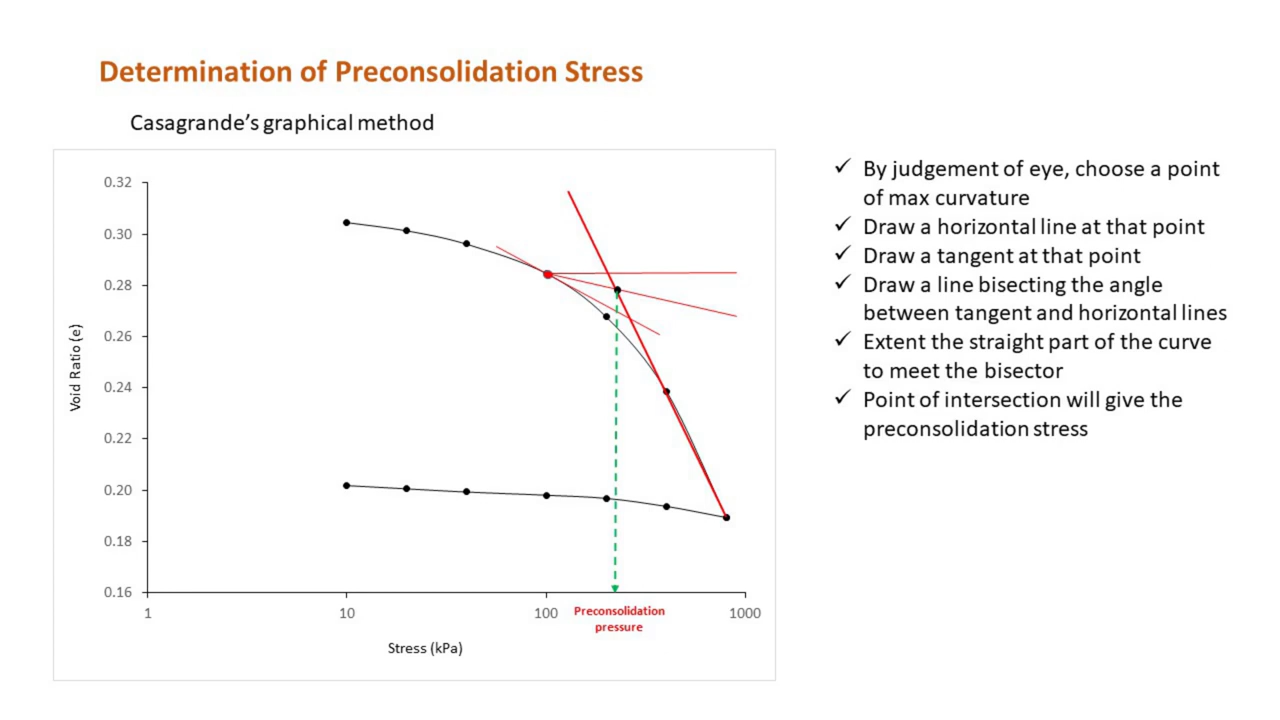 Determination of Preconsolidation Stress
Casagrande’s graphical method
0.32
0.30
0.28
0.26
0.24
0.22
0.20
0.18
0.16
Void Ratio (e)
1
10
100
1000
Preconsolidation
pressure
Stress (kPa)
✓ By judgement of eye, choose a point
of max curvature
✓ Draw a horizontal line at that point
✓ Draw a tangent at that point
✓ Draw a line bisecting the angle
between tangent and horizontal lines
✓ Extent the straight part of the curve
to meet the bisector
✓ Point of intersection will give the
preconsolidation stress